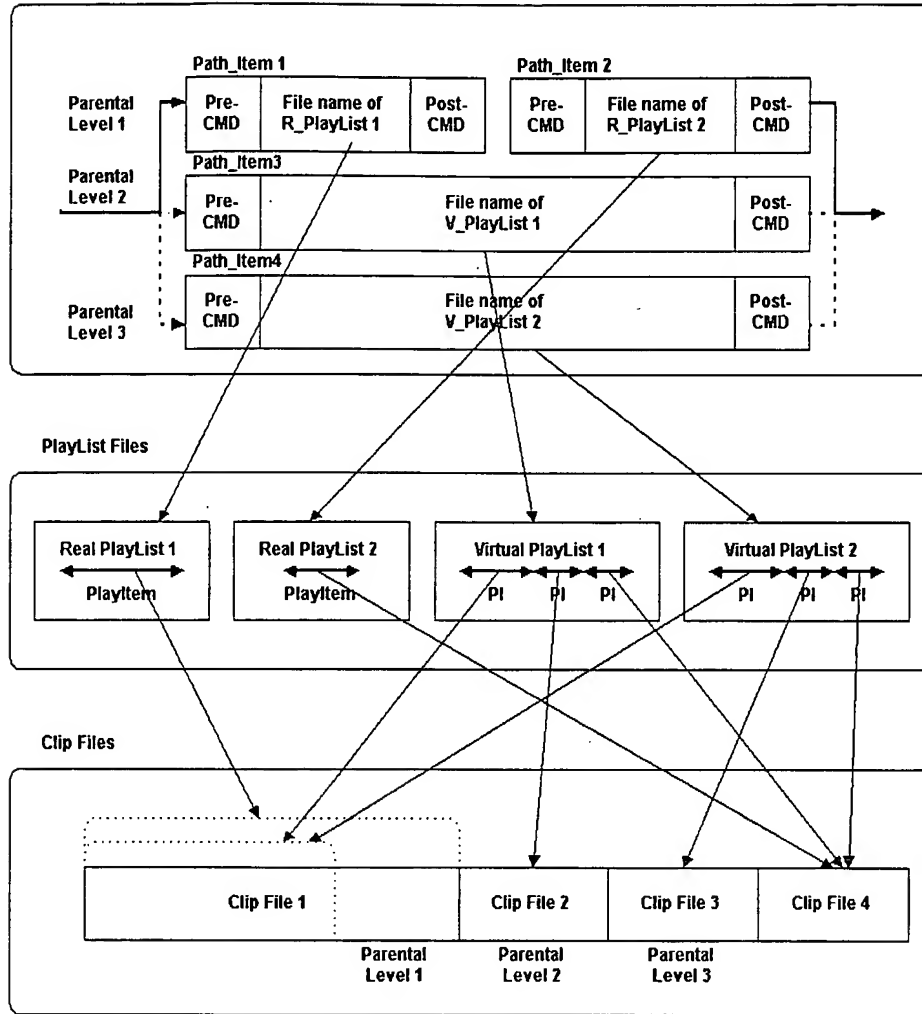 Path_Item 1
Path_Item 2
Parental
Level 1
Pre-
CMD
File name of
R_PlayList 1
Post-
CMD
Pre-
CMD
File name of
R_PlayList 2
Post-
CMD
Path_Item3
Parental
Level 2
Pre-
CMD
File name of
V_PlayList 1
Post-
CMD
Path_Item4
Parental
Level 3
Pre-
CMD
File name of
V_PlayList 2
Post-
CMD
PlayList Files
Real PlayList 1
PlayItem
Real PlayList 2
PlayItem
Virtual PlayList 1
PI PI PI
Virtual PlayList 2
PI PI PI
Clip Files
Clip File 1
Clip File 2
Clip File 3
Clip File 4
Parental
Level 1
Parental
Level 2
Parental
Level 3